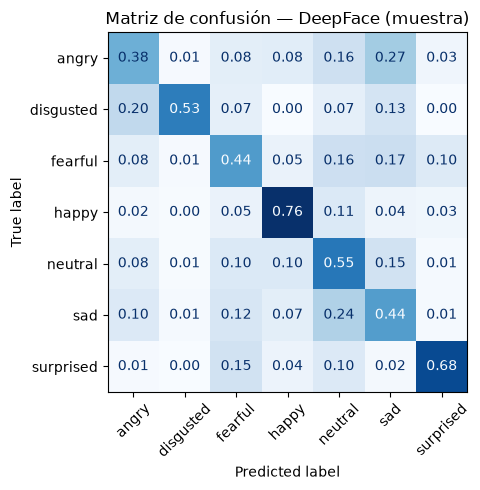 Matriz de confusión — DeepFace (muestra)
angry 0.38 0.01 0.08 0.08 0.16 0.27 0.03
disgusted 0.20 0.53 0.07 0.00 0.07 0.13 0.00
fearful 0.08 0.01 0.44 0.05 0.16 0.17 0.10
happy 0.02 0.00 0.05 0.76 0.11 0.04 0.03
neutral 0.08 0.01 0.10 0.10 0.55 0.15 0.01
sad 0.10 0.01 0.12 0.07 0.24 0.44 0.01
surprised 0.01 0.00 0.15 0.04 0.10 0.02 0.68
True label
angry disgusted fearful happy neutral sad surprised
Predicted label